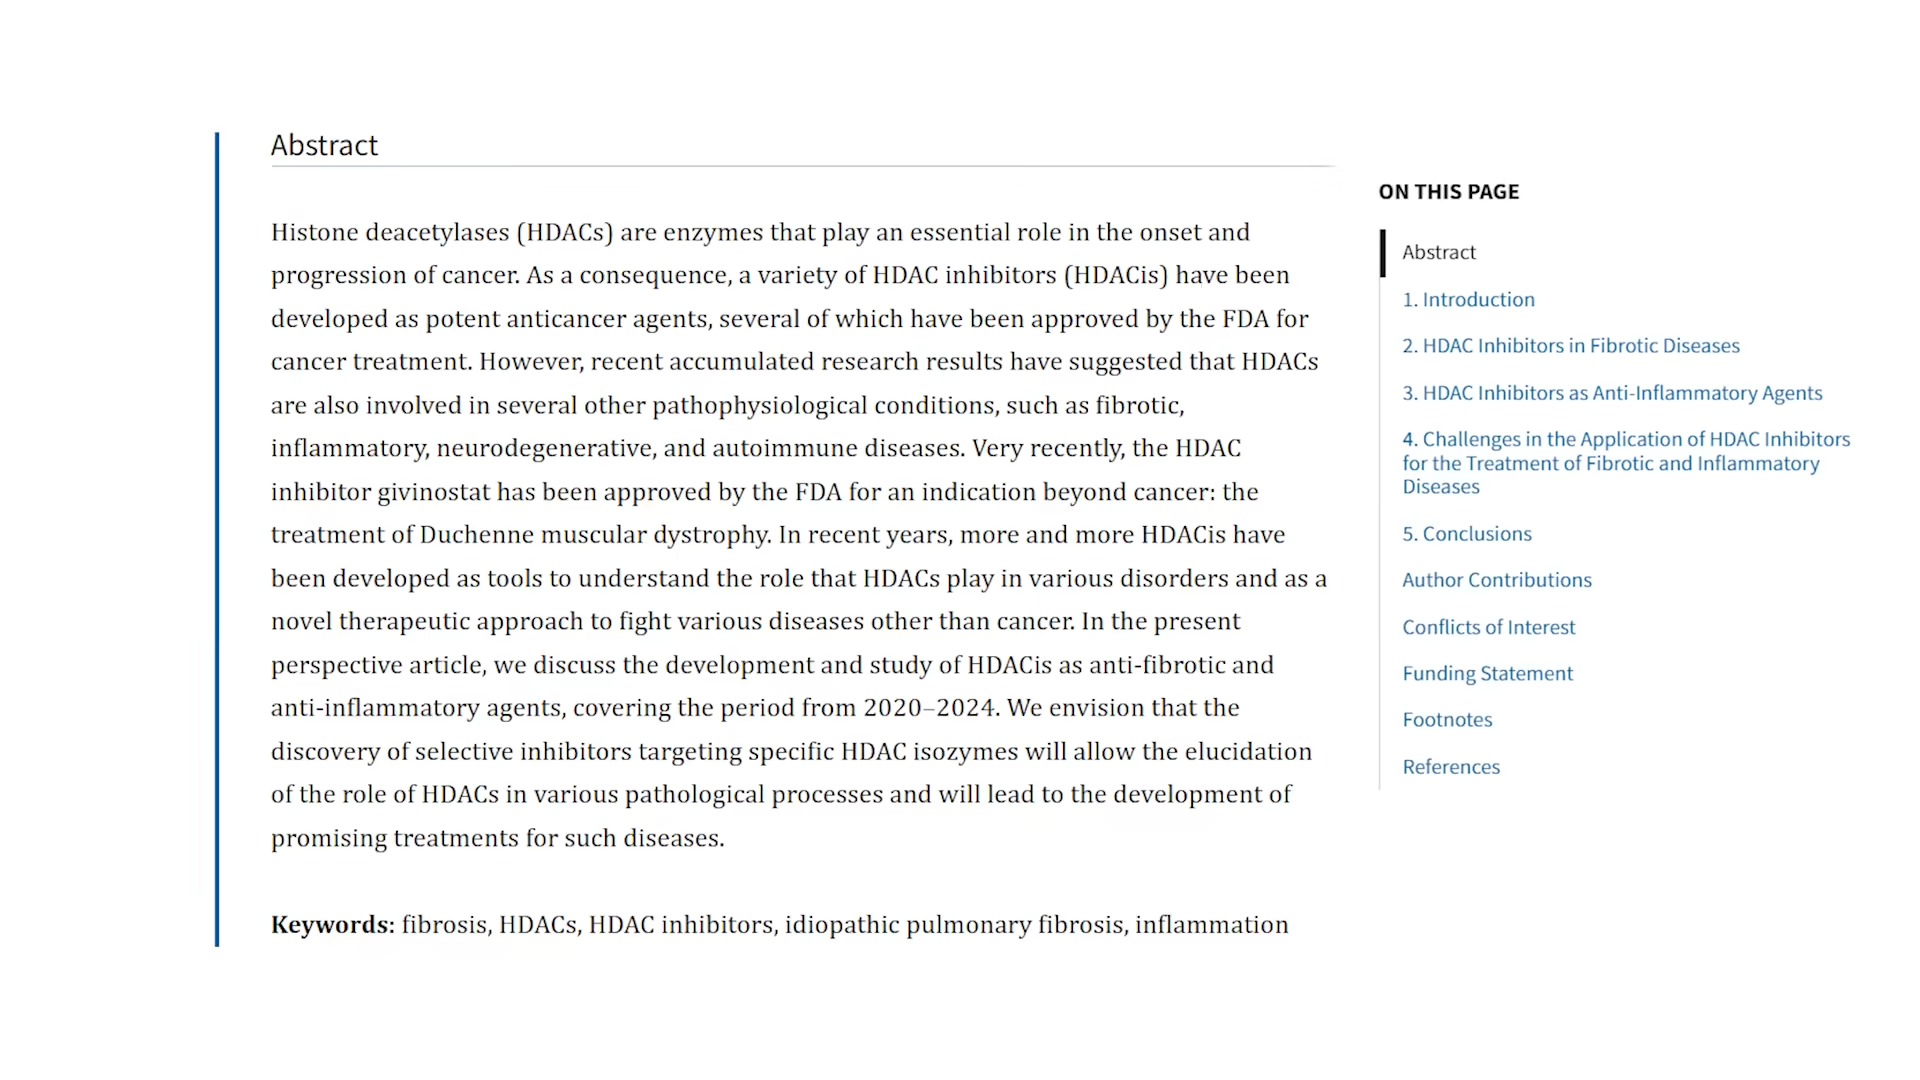 Abstract
Histone deacetylases (HDACs) are enzymes that play an essential role in the onset and
progression of cancer. As a consequence, a variety of HDAC inhibitors (HDACis) have been
developed as potent anticancer agents, several of which have been approved by the FDA for
cancer treatment. However, recent accumulated research results have suggested that HDACs
are also involved in several other pathophysiological conditions, such as fibrotic,
inflammatory, neurodegenerative, and autoimmune diseases. Very recently, the HDAC
inhibitor givinostat has been approved by the FDA for an indication beyond cancer: the
treatment of Duchenne muscular dystrophy. In recent years, more and more HDACis have
been developed as tools to understand the role that HDACs play in various disorders and as a
novel therapeutic approach to fight various diseases other than cancer. In the present
perspective article, we discuss the development and study of HDACis as anti-fibrotic and
anti-inflammatory agents, covering the period from 2020–2024. We envision that the
discovery of selective inhibitors targeting specific HDAC isozymes will allow the elucidation
of the role of HDACs in various pathological processes and will lead to the development of
promising treatments for such diseases.
Keywords: fibrosis, HDACs, HDAC inhibitors, idiopathic pulmonary fibrosis, inflammation
ON THIS PAGE
Abstract
1. Introduction
2. HDAC Inhibitors in Fibrotic Diseases
3. HDAC Inhibitors as Anti-Inflammatory Agents
4. Challenges in the Application of HDAC Inhibitors
for the Treatment of Fibrotic and Inflammatory
Diseases
5. Conclusions
Author Contributions
Conflicts of Interest
Funding Statement
Footnotes
References